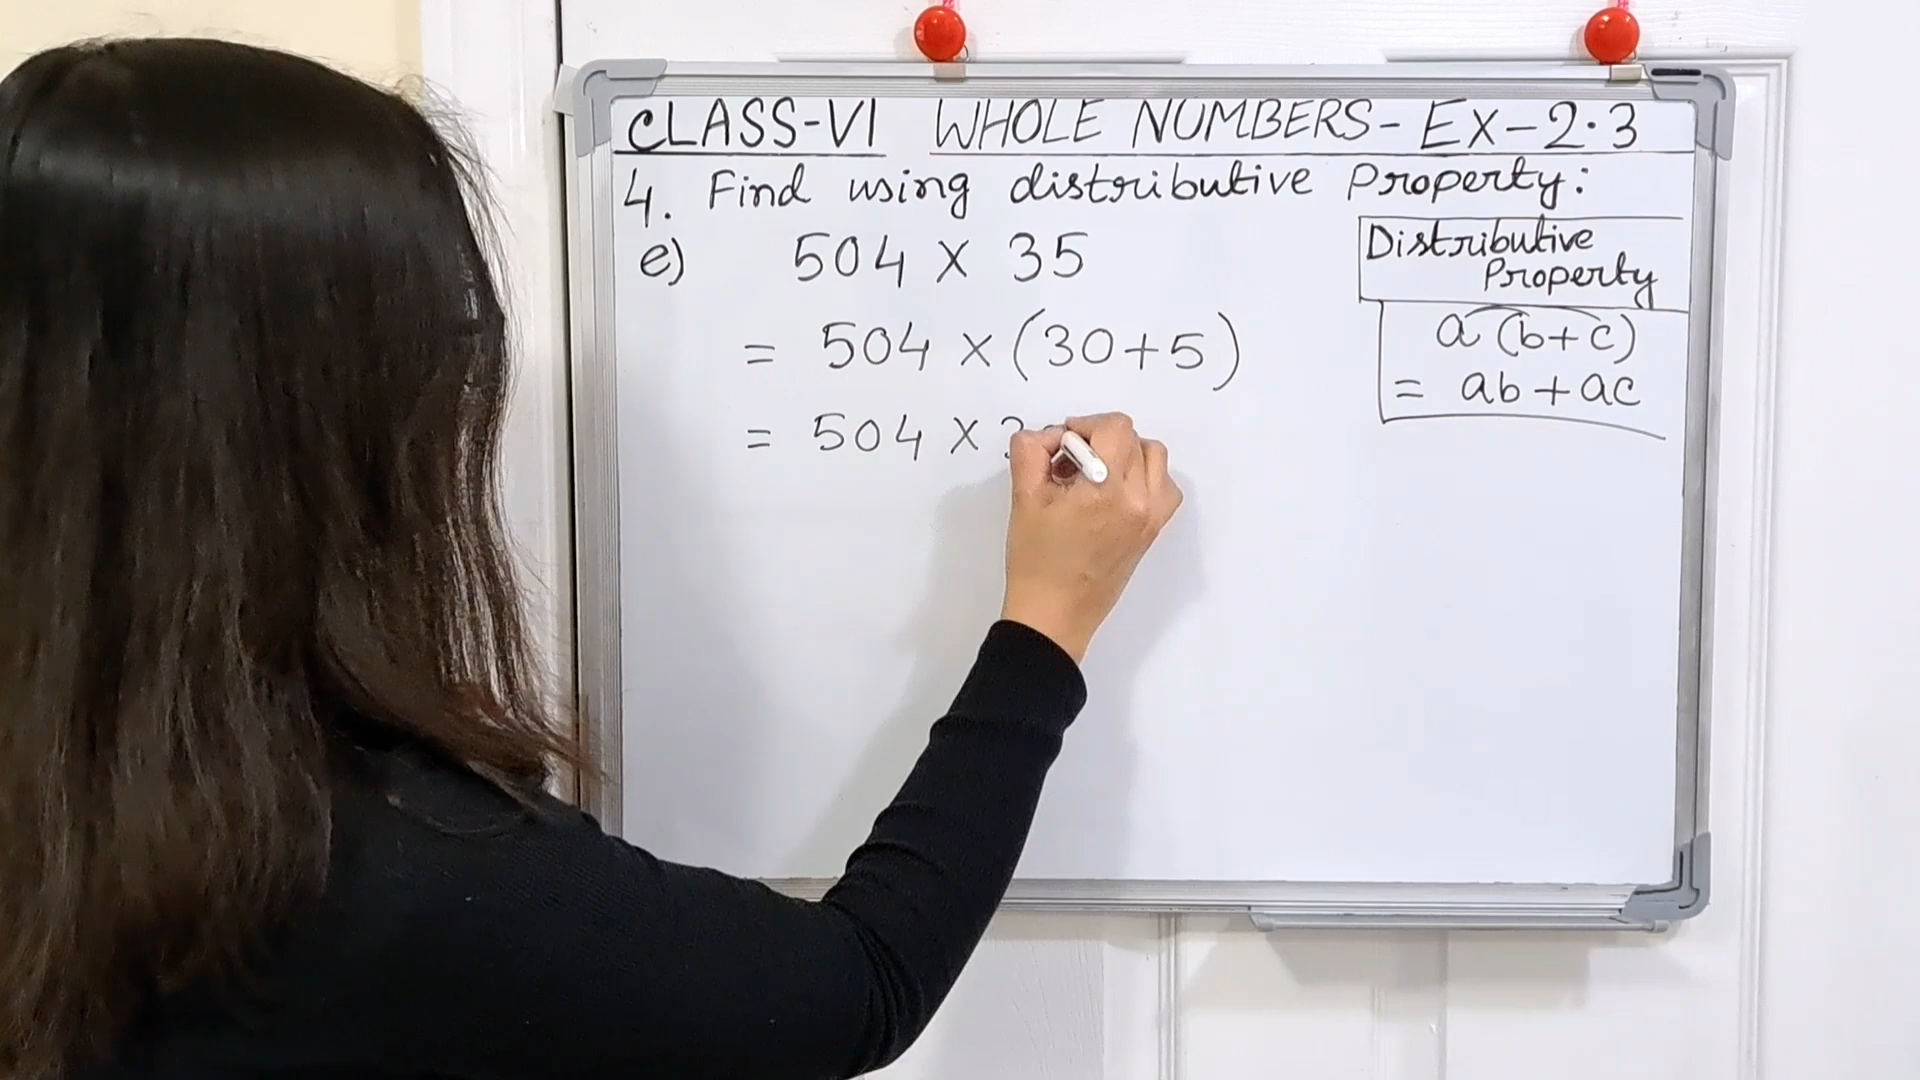 CLASS-VI WHOLE NUMBERS- EX-2.3
4. Find using distributive Property:
e) 504 X 35
= 504 X (30+5)
= 504 X 3
Distributive
Property
a (b+c)
= ab + ac